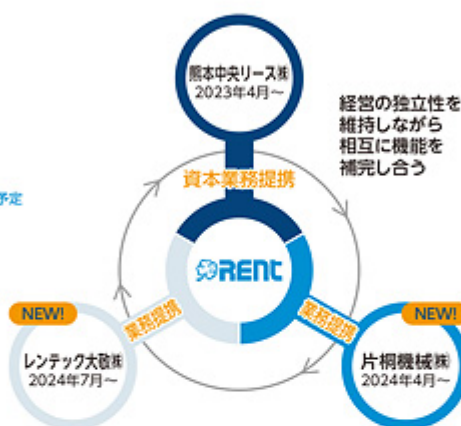 熊本中央リース㈱
2023年4月～
経営の独立性を
維持しながら
相互に機能を
補完し合う
資本業務提携
予定
RENT
NEW!
業務提携
レンテック大敬㈱
2024年7月～
NEW!
業務提携
片桐機械㈱
2024年4月～